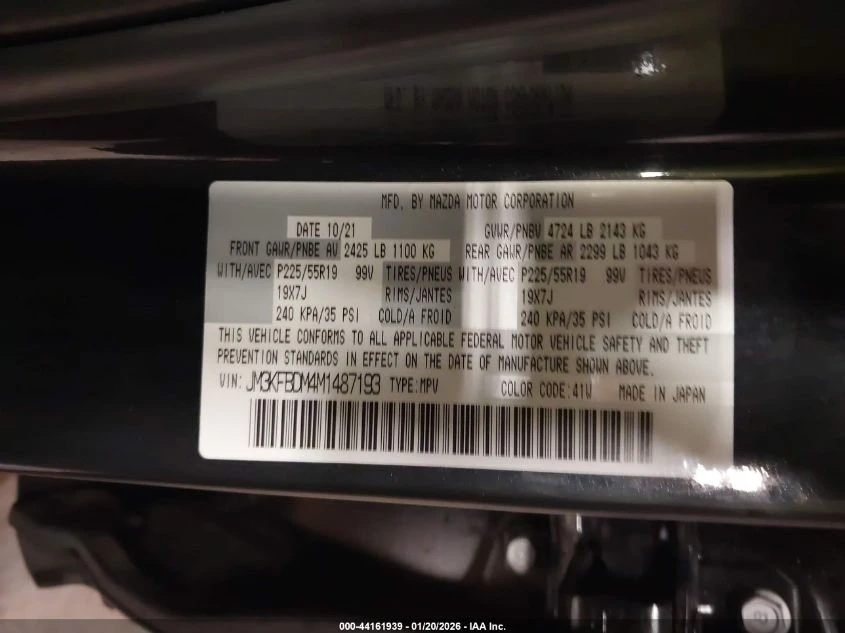 MFD. BY MAZDA MOTOR CORPORATION
DATE 10/21 GVWR/PNBV 4724 LB 2143 KG
FRONT GAWR/PNBE AV 2425 LB 1100 KG REAR GAWR/PNBE AR 2299 LB 1043 KG
WITH/AVEC P225/55R19 99V TIRES/PNEUS WITH/AVEC P225/55R19 99V TIRES/PNEUS
19X7J RIMS/JANTES 19X7J RIMS/JANTES
240 KPA/35 PSI COLD/A FROID 240 KPA/35 PSI COLD/A FROID
THIS VEHICLE CONFORMS TO ALL APPLICABLE FEDERAL MOTOR VEHICLE SAFETY AND THEFT
PREVENTION STANDARDS IN EFFECT ON THE DATE OF MANUFACTURE SHOWN ABOVE.
VIN: JM3KFBDM4M1487193 TYPE:MPV COLOR CODE:41W MADE IN JAPAN
000-44161939 - 01/20/2026 - IAA Inc.